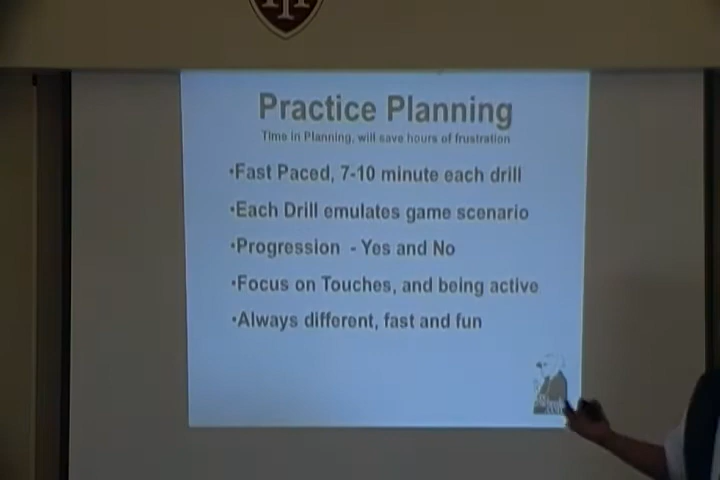 Practice Planning
Time in Planning, will save hours of frustration
•Fast Paced, 7-10 minute each drill
•Each Drill emulates game scenario
•Progression - Yes and No
•Focus on Touches, and being active
•Always different, fast and fun